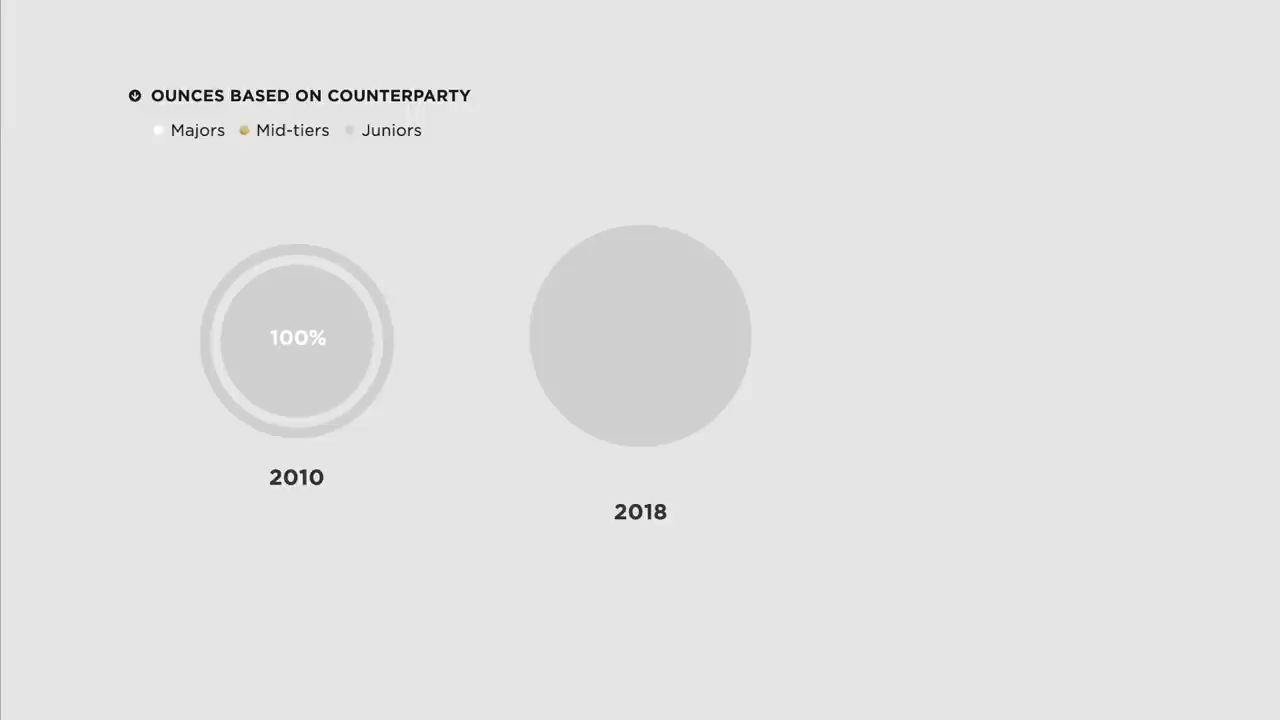 OUNCES BASED ON COUNTERPARTY
Majors Mid-tiers Juniors
100%
2010
2018